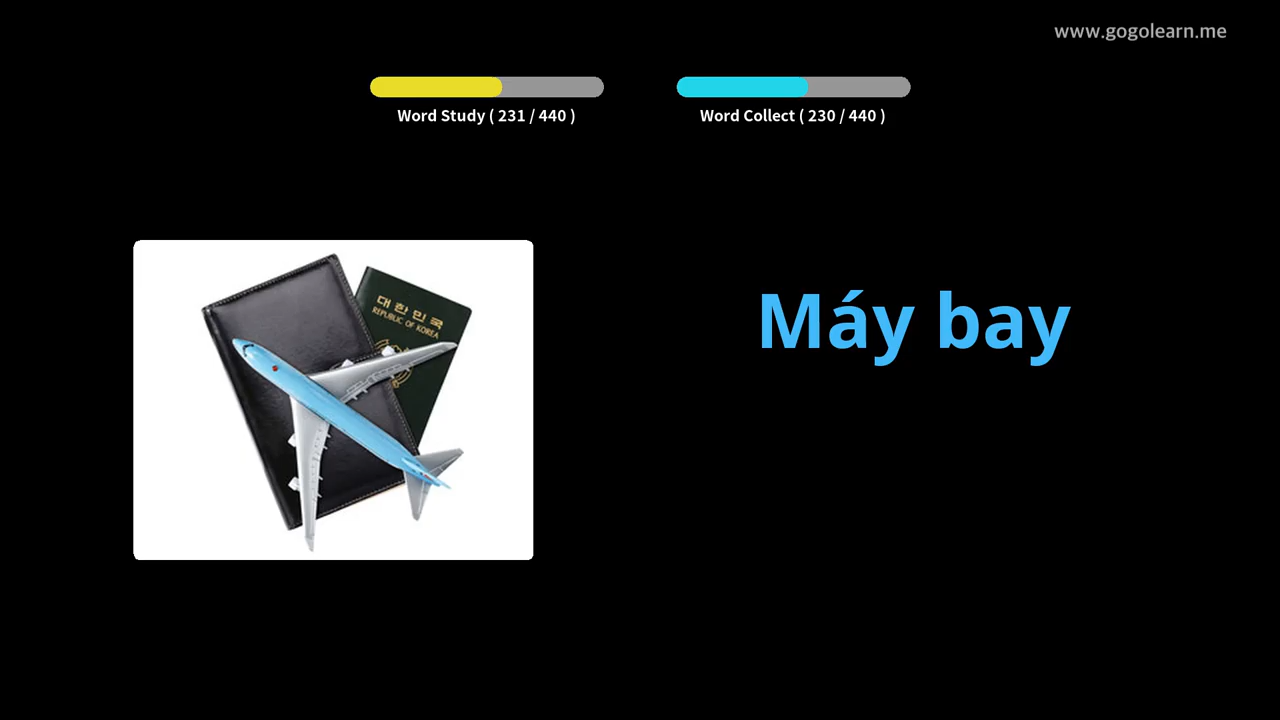 www.gogolearn.me
Word Study ( 231 / 440 )
Word Collect ( 230 / 440 )
대한민국
REPUBLIC OF KOREA
Máy bay